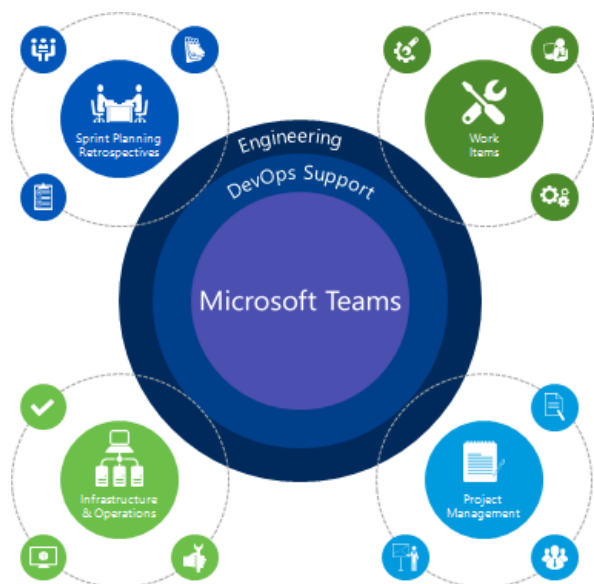 Sprint Planning
Retrospectives
Work
Items
Engineering
DevOps Support
Microsoft Teams
Infrastructure
& Operations
Project
Management